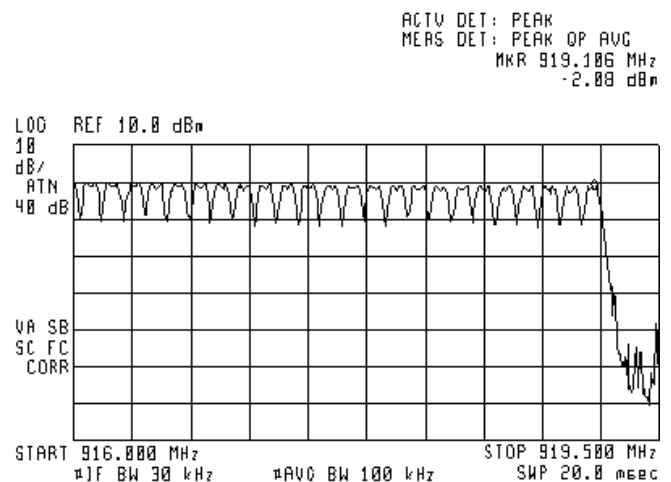 ACTV DET: PEAK
MEAS DET: PEAK QP AVG
MKR 919.106 MHz
-2.08 dBm
LOG REF 10.0 dBm
10
dB/
ATN
40 dB
VA SB
SC FC
CORR
START 916.000 MHz STOP 919.500 MHz
#IF BW 30 kHz #AVG BW 100 kHz SWP 20.0 msec